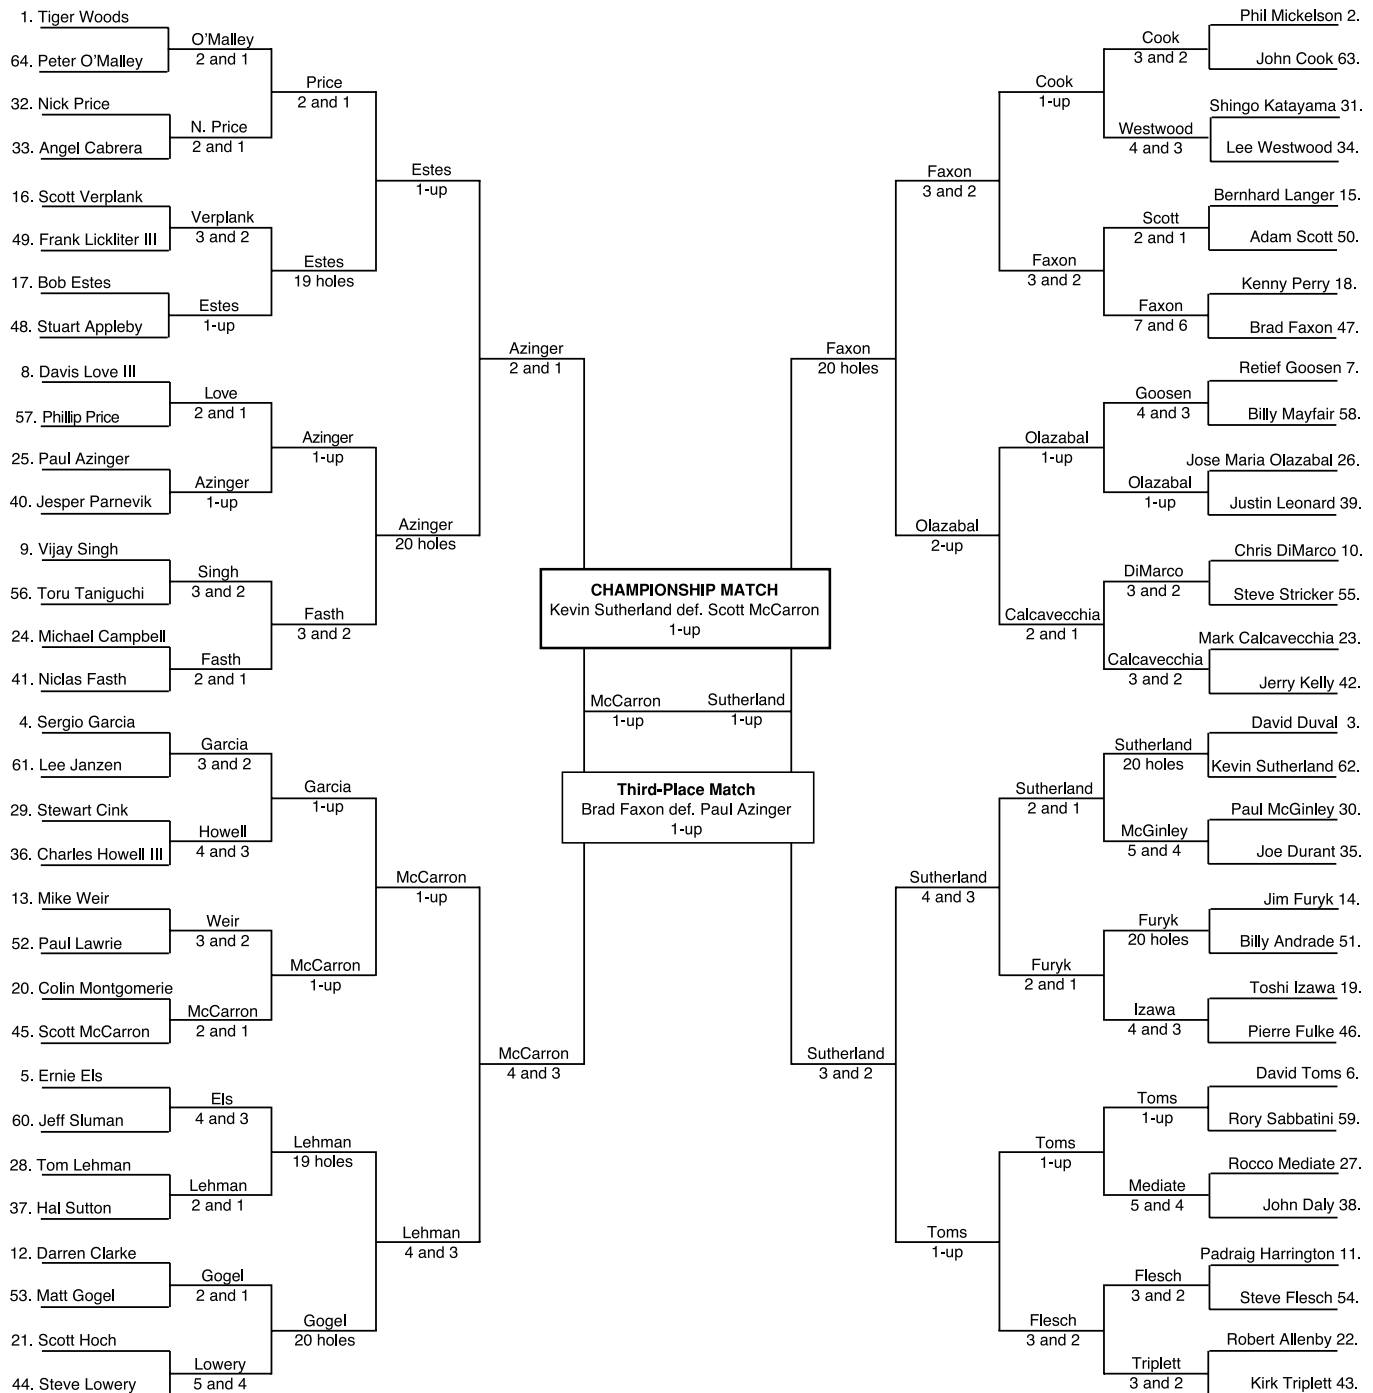 1. Tiger Woods
64. Peter O’Malley
32. Nick Price
33. Angel Cabrera
16. Scott Verplank
49. Frank Lickliter III
17. Bob Estes
48. Stuart Appleby
8. Davis Love III
57. Phillip Price
25. Paul Azinger
40. Jesper Parnevik
9. Vijay Singh
56. Toru Taniguchi
24. Michael Campbell
41. Niclas Fasth
4. Sergio Garcia
61. Lee Janzen
29. Stewart Cink
36. Charles Howell III
13. Mike Weir
52. Paul Lawrie
20. Colin Montgomerie
45. Scott McCarron
5. Ernie Els
60. Jeff Sluman
28. Tom Lehman
37. Hal Sutton
12. Darren Clarke
53. Matt Gogel
21. Scott Hoch
44. Steve Lowery
O’Malley
2 and 1
N. Price
2 and 1
Verplank
3 and 2
Estes
1-up
Love
2 and 1
Azinger
1-up
Singh
3 and 2
Fasth
2 and 1
Garcia
3 and 2
Howell
4 and 3
Weir
3 and 2
McCarron
2 and 1
Els
4 and 3
Lehman
2 and 1
Gogel
2 and 1
Lowery
5 and 4
Price
2 and 1
Estes
19 holes
Azinger
1-up
Fasth
3 and 2
Garcia
1-up
McCarron
1-up
Lehman
19 holes
Gogel
20 holes
Estes
1-up
Azinger
20 holes
McCarron
1-up
Lehman
4 and 3
Azinger
2 and 1
McCarron
4 and 3
CHAMPIONSHIP MATCH
Kevin Sutherland def. Scott McCarron
1-up
McCarron
1-up
Sutherland
1-up
Third-Place Match
Brad Faxon def. Paul Azinger
1-up
Faxon
20 holes
Sutherland
3 and 2
Faxon
3 and 2
Olazabal
2-up
Sutherland
4 and 3
Toms
1-up
Cook
1-up
Faxon
3 and 2
Olazabal
1-up
Calcavecchia
2 and 1
Sutherland
2 and 1
Furyk
2 and 1
Toms
1-up
Flesch
3 and 2
Cook
3 and 2
Westwood
4 and 3
Scott
2 and 1
Faxon
7 and 6
Goosen
4 and 3
Olazabal
1-up
DiMarco
3 and 2
Calcavecchia
3 and 2
Sutherland
20 holes
McGinley
5 and 4
Furyk
20 holes
Izawa
4 and 3
Toms
1-up
Mediate
5 and 4
Flesch
3 and 2
Triplett
3 and 2
Phil Mickelson 2.
John Cook 63.
Shingo Katayama 31.
Lee Westwood 34.
Bernhard Langer 15.
Adam Scott 50.
Kenny Perry 18.
Brad Faxon 47.
Retief Goosen 7.
Billy Mayfair 58.
Jose Maria Olazabal 26.
Justin Leonard 39.
Chris DiMarco 10.
Steve Stricker 55.
Mark Calcavecchia 23.
Jerry Kelly 42.
David Duval 3.
Kevin Sutherland 62.
Paul McGinley 30.
Joe Durant 35.
Jim Furyk 14.
Billy Andrade 51.
Toshi Izawa 19.
Pierre Fulke 46.
David Toms 6.
Rory Sabbatini 59.
Rocco Mediate 27.
John Daly 38.
Padraig Harrington 11.
Steve Flesch 54.
Robert Allenby 22.
Kirk Triplett 43.